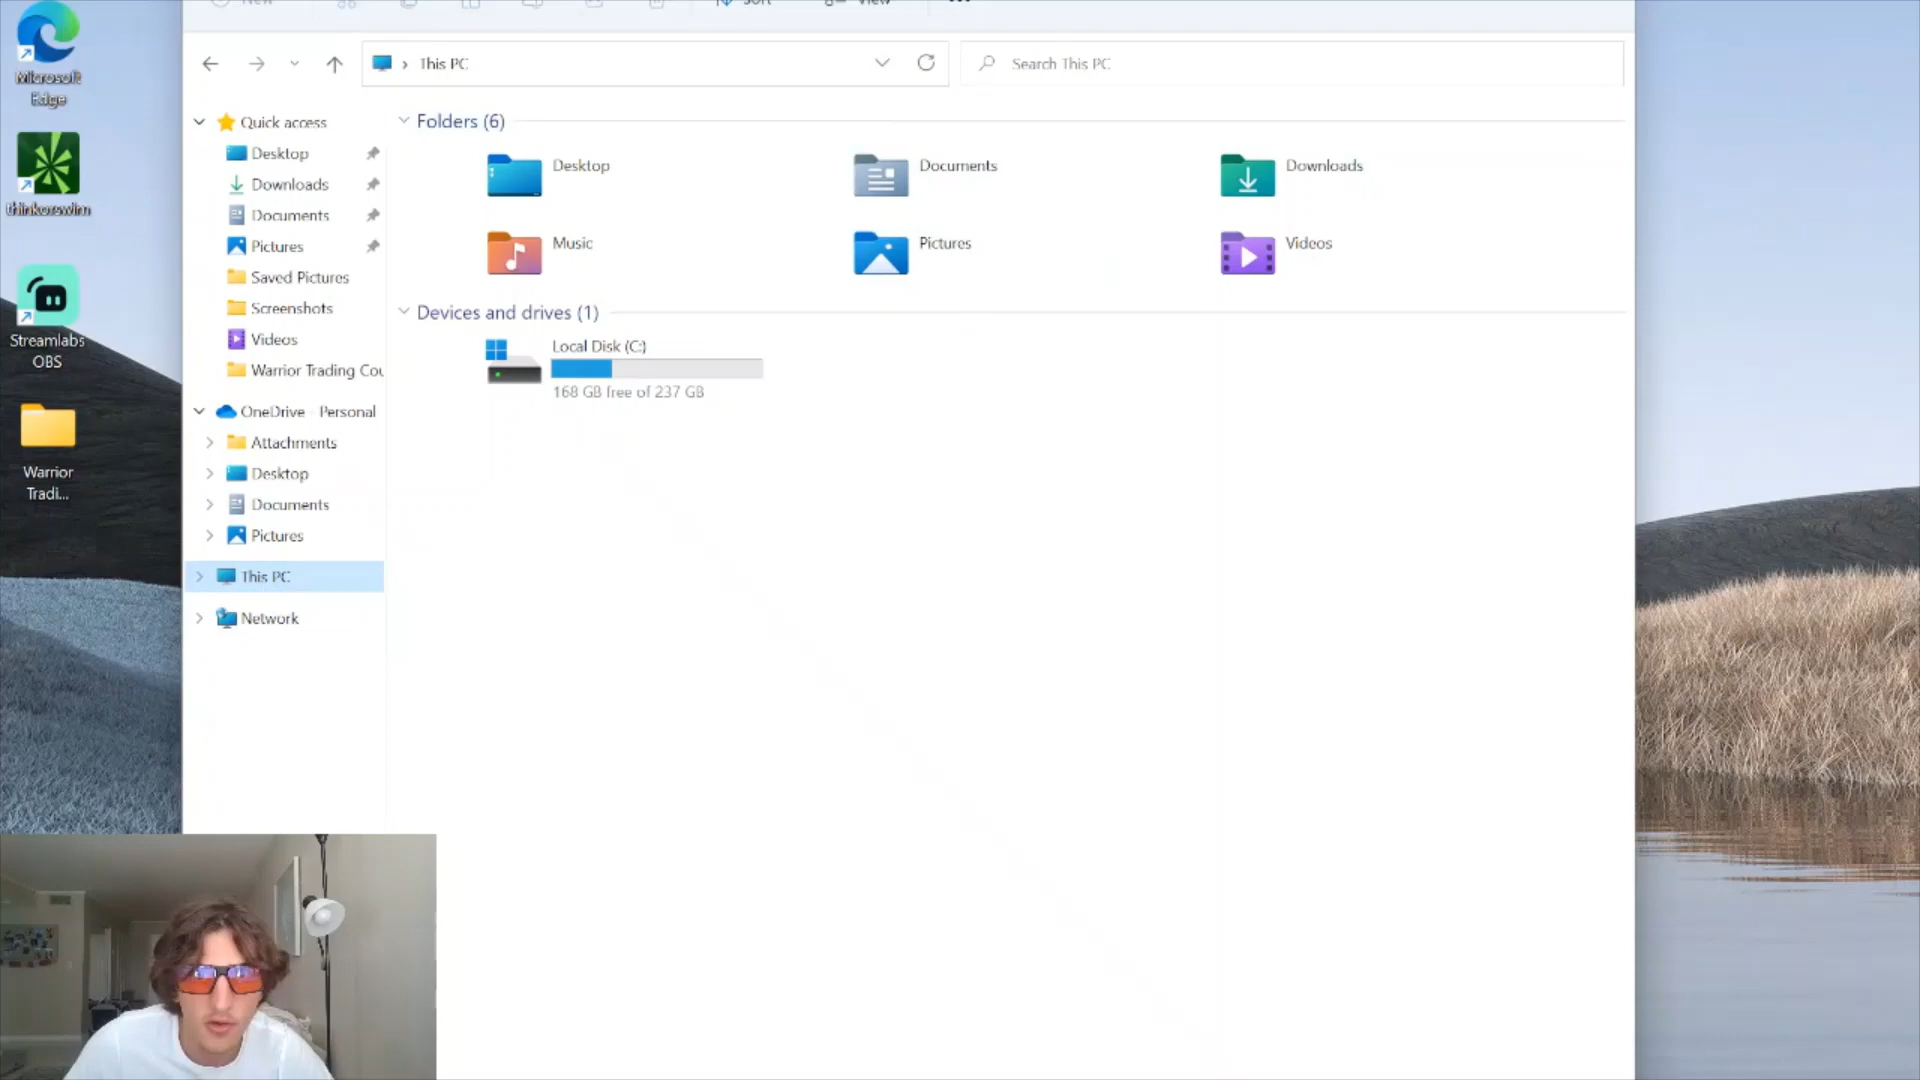 New
Sort
View
Microsoft
Edge
thinkorswim
Streamlabs
OBS
Warrior
Tradi...
This PC
Search This PC
Quick access
Desktop
Downloads
Documents
Pictures
Saved Pictures
Screenshots
Videos
Warrior Trading Cou
OneDrive Personal
Attachments
Desktop
Documents
Pictures
This PC
Network
Folders (6)
Desktop
Documents
Downloads
Music
Pictures
Videos
Devices and drives (1)
Local Disk (C:)
168 GB free of 237 GB